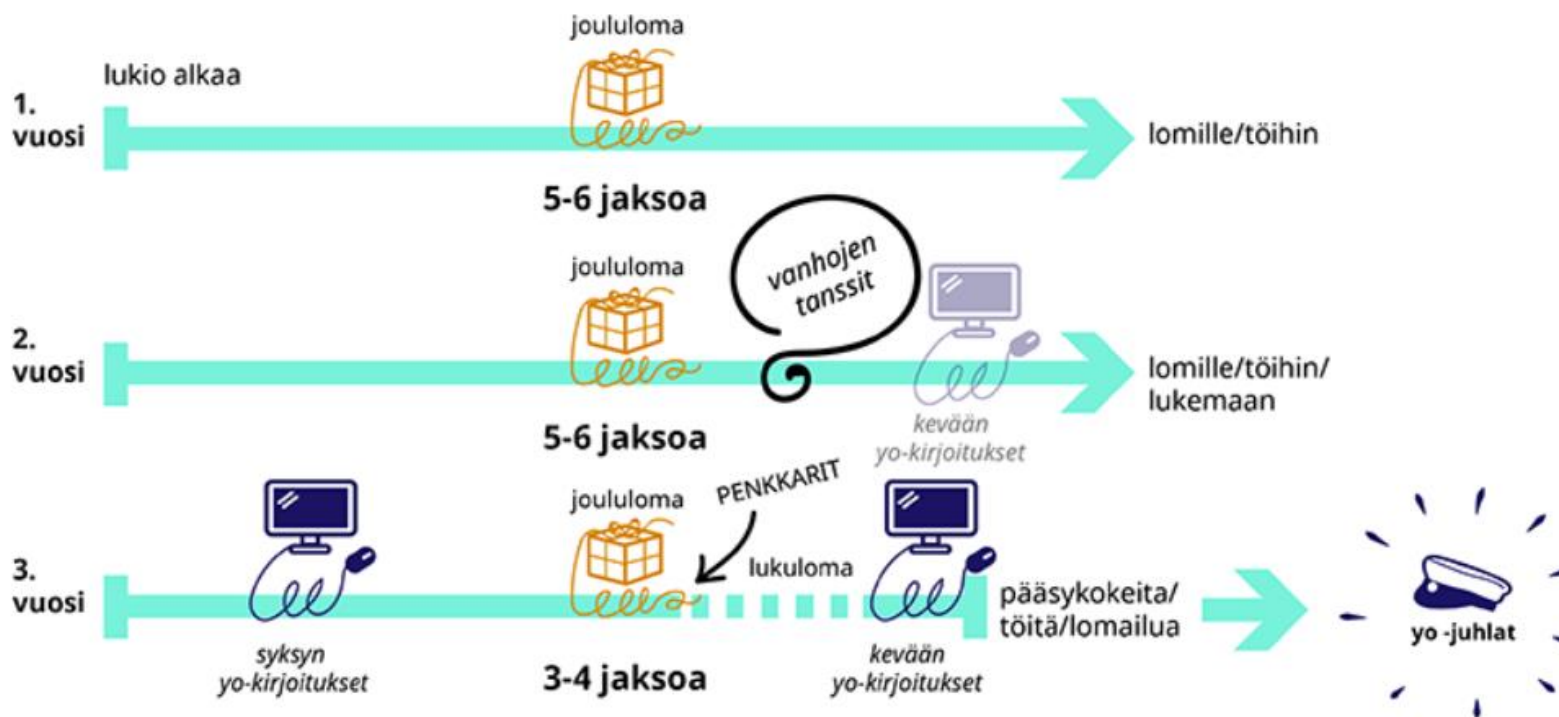 joululoma
lukio alkaa
1.
vuosi
lomille/töihin
5-6 jaksoa
joululoma
vanhojen
tanssit
2.
vuosi
lomille/töihin/
lukemaan
kevään
yo-kirjoitukset
5-6 jaksoa
joululoma
PENKKARIT
lukuloma
3.
vuosi
pääsykokeita/
töitä/lomailua
yo -juhlat
syksyn
yo-kirjoitukset
3-4 jaksoa
kevään
yo-kirjoitukset